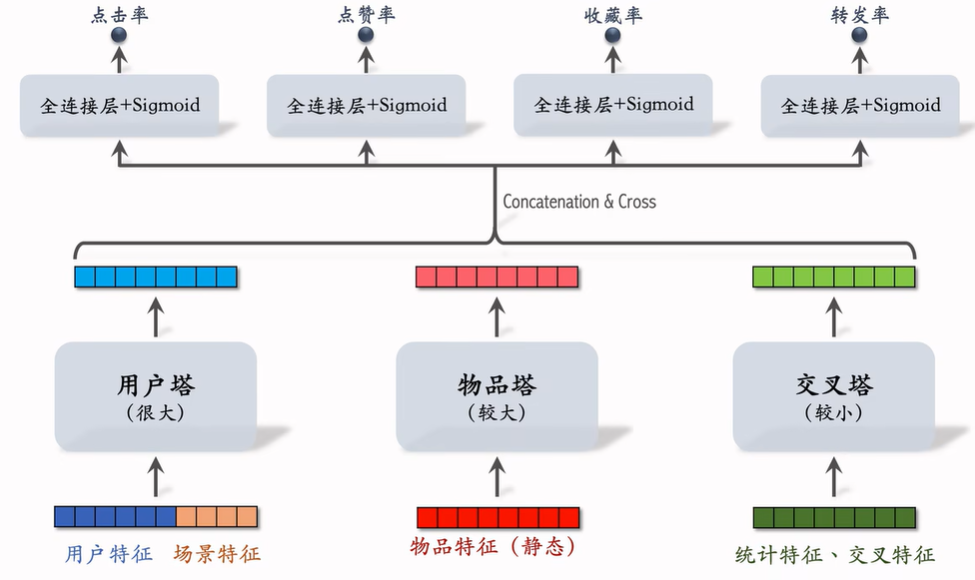 点击率
点赞率
收藏率
转发率
全连接层+Sigmoid
全连接层+Sigmoid
全连接层+Sigmoid
全连接层+Sigmoid
Concatenation & Cross
用户塔
(很大)
物品塔
(较大)
交叉塔
(较小)
用户特征
场景特征
物品特征(静态)
统计特征、交叉特征